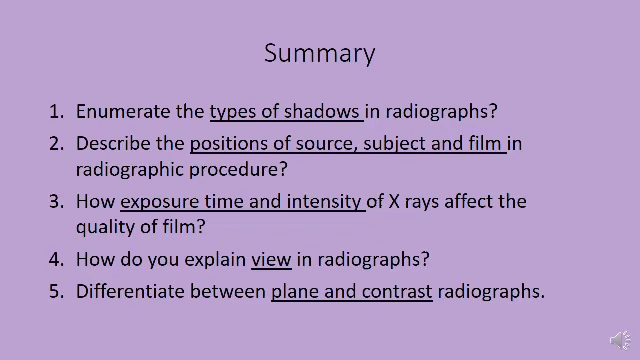 Summary
1. Enumerate the types of shadows in radiographs?
2. Describe the positions of source, subject and film in
radiographic procedure?
3. How exposure time and intensity of X rays affect the
quality of film?
4. How do you explain view in radiographs?
5. Differentiate between plane and contrast radiographs.